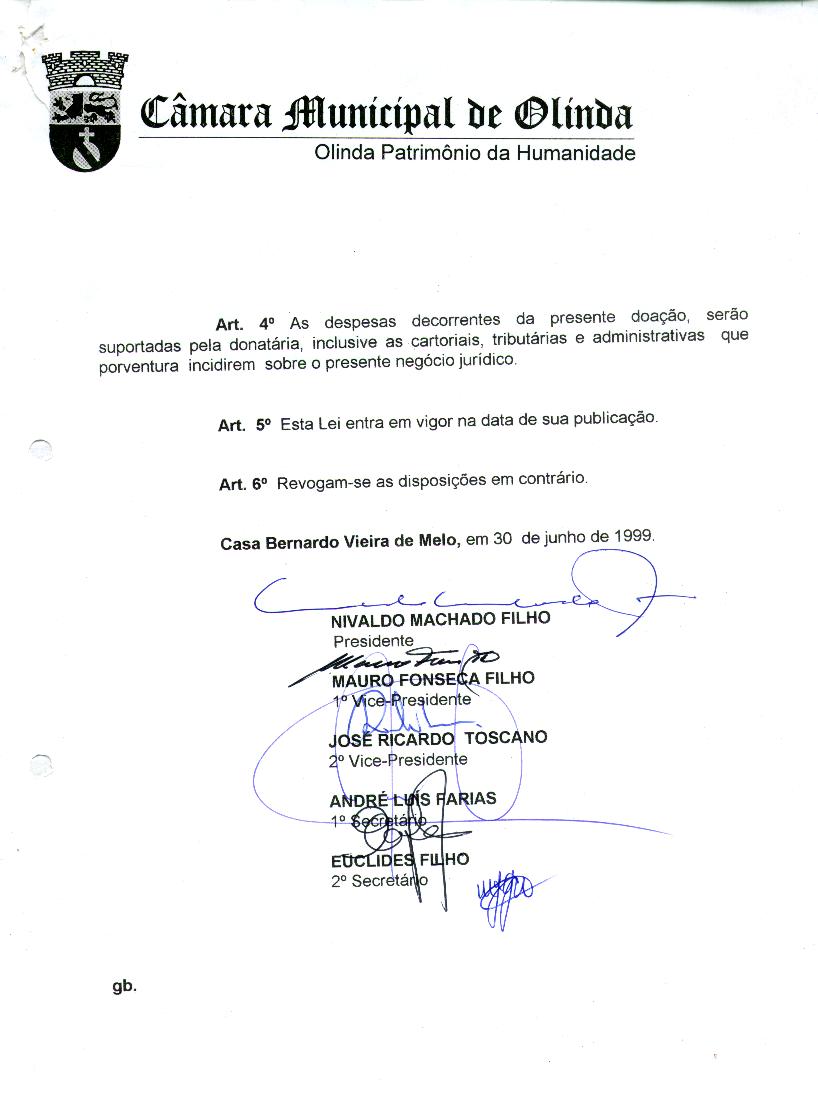 Câmara Municipal de Olinda
Olinda Patrimônio da Humanidade
Art. 4º As despesas decorrentes da presente doação, serão
suportadas pela donatária, inclusive as cartoriais, tributárias e administrativas que
porventura incidirem sobre o presente negócio jurídico.
Art. 5º Esta Lei entra em vigor na data de sua publicação.
Art. 6º Revogam-se as disposições em contrário.
Casa Bernardo Vieira de Melo, em 30 de junho de 1999.
NIVALDO MACHADO FILHO
Presidente
MAURO FONSECA FILHO
1º Vice-Presidente
JOSÉ RICARDO TOSCANO
2º Vice-Presidente
ANDRÉ LUÍS FARIAS
1º Secretário
EUCLIDES FILHO
2º Secretário
gb.